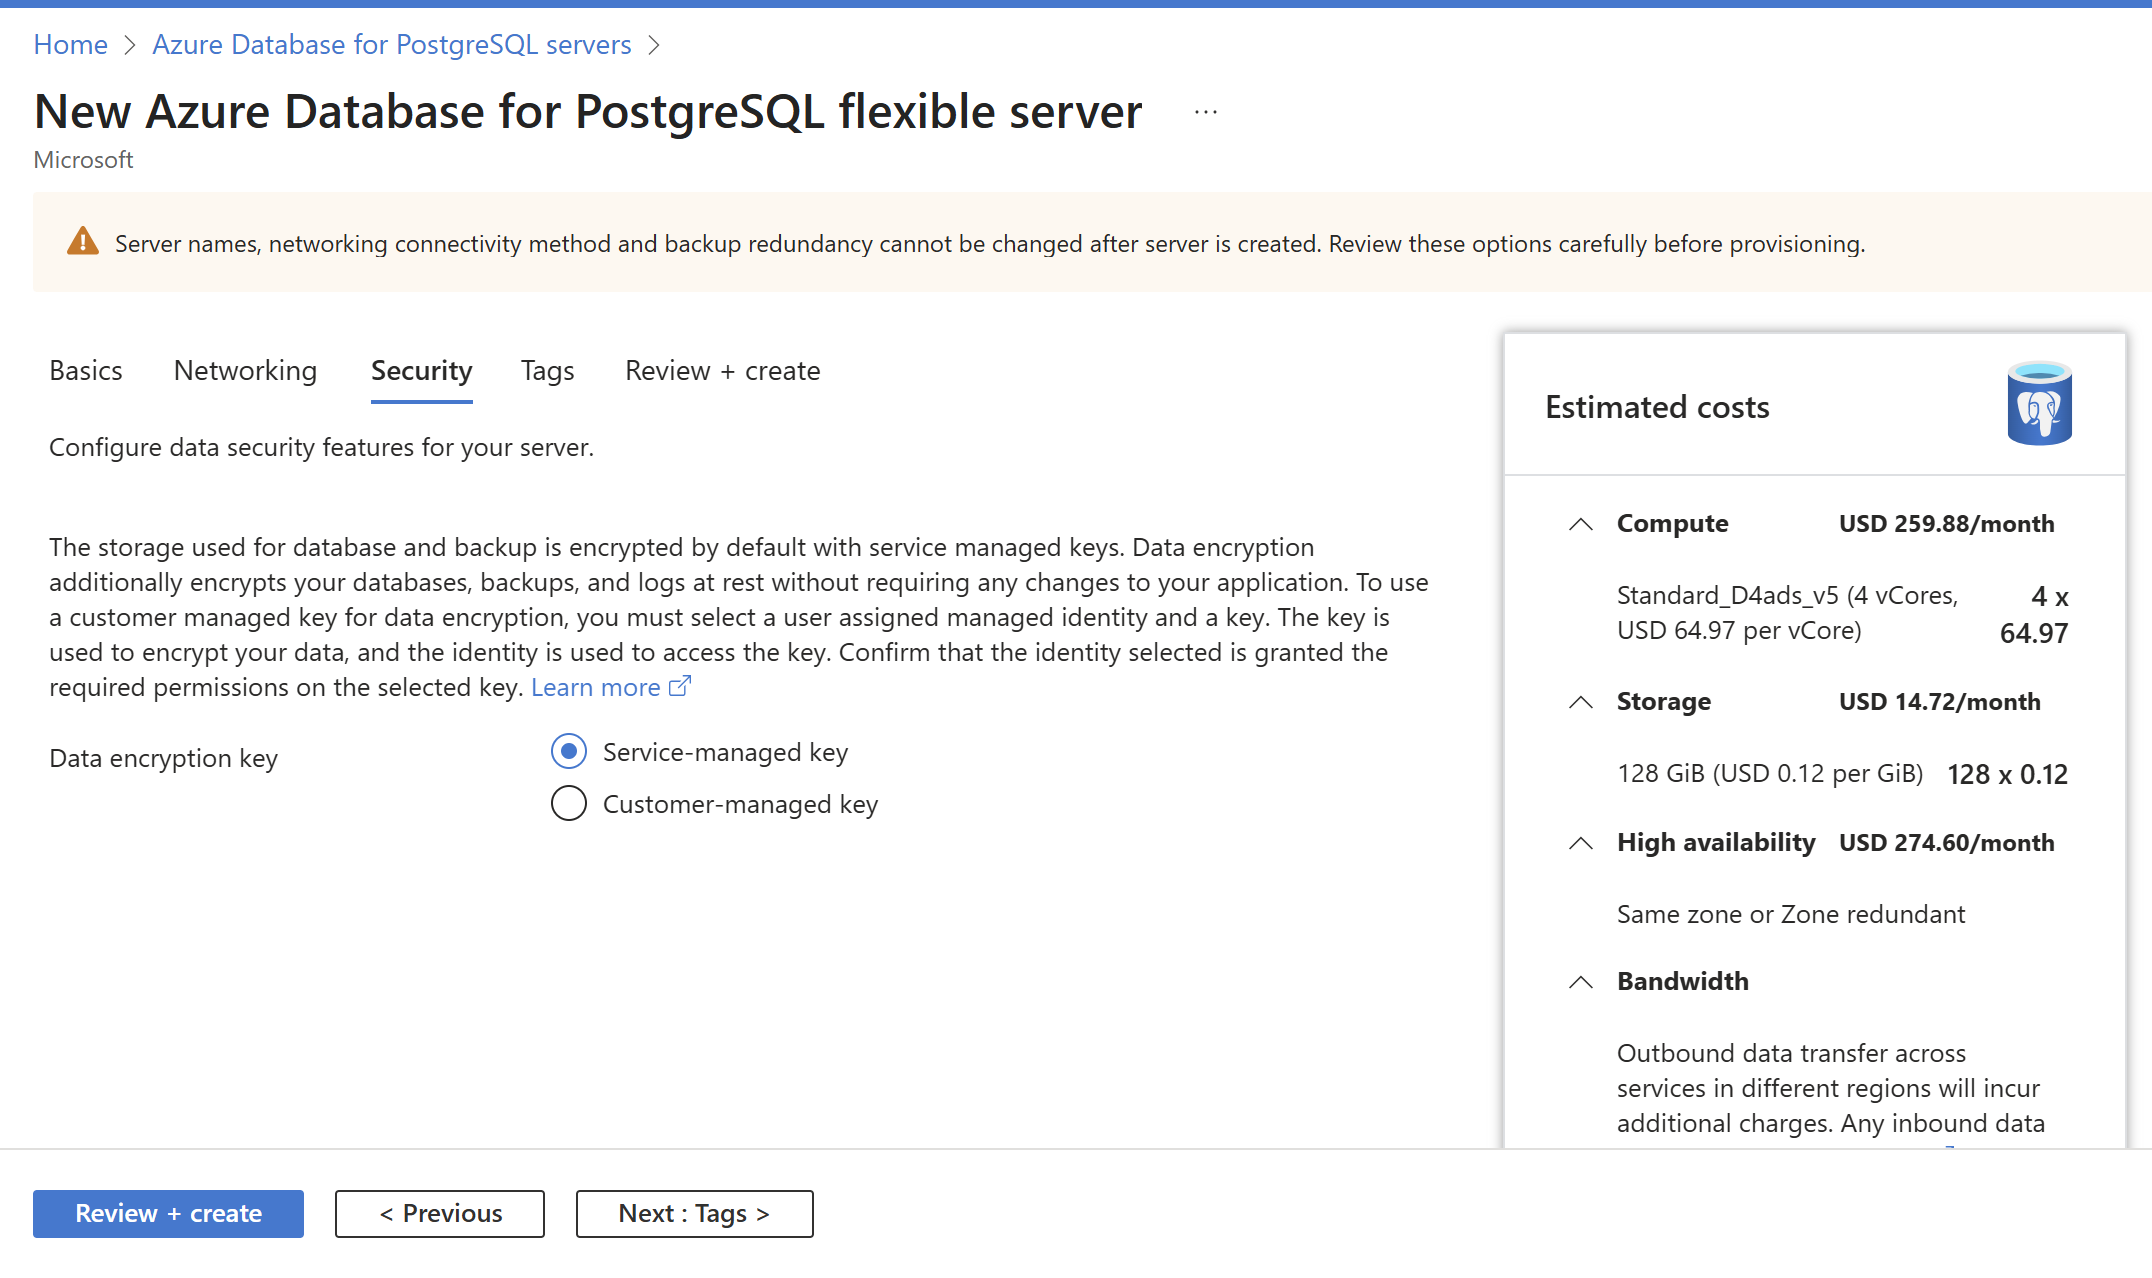 Home > Azure Database for PostgreSQL servers >
New Azure Database for PostgreSQL flexible server ...
Microsoft
Server names, networking connectivity method and backup redundancy cannot be changed after server is created. Review these options carefully before provisioning.
Basics Networking Security Tags Review + create
Configure data security features for your server.
The storage used for database and backup is encrypted by default with service managed keys. Data encryption
additionally encrypts your databases, backups, and logs at rest without requiring any changes to your application. To use
a customer managed key for data encryption, you must select a user assigned managed identity and a key. The key is
used to encrypt your data, and the identity is used to access the key. Confirm that the identity selected is granted the
required permissions on the selected key. Learn more
Data encryption key
Service-managed key
Customer-managed key
Estimated costs
Compute USD 259.88/month
Standard_D4ads_v5 (4 vCores, 4 x
USD 64.97 per vCore) 64.97
Storage USD 14.72/month
128 GiB (USD 0.12 per GiB) 128 x 0.12
High availability USD 274.60/month
Same zone or Zone redundant
Bandwidth
Outbound data transfer across
services in different regions will incur
additional charges. Any inbound data
Review + create < Previous Next : Tags >